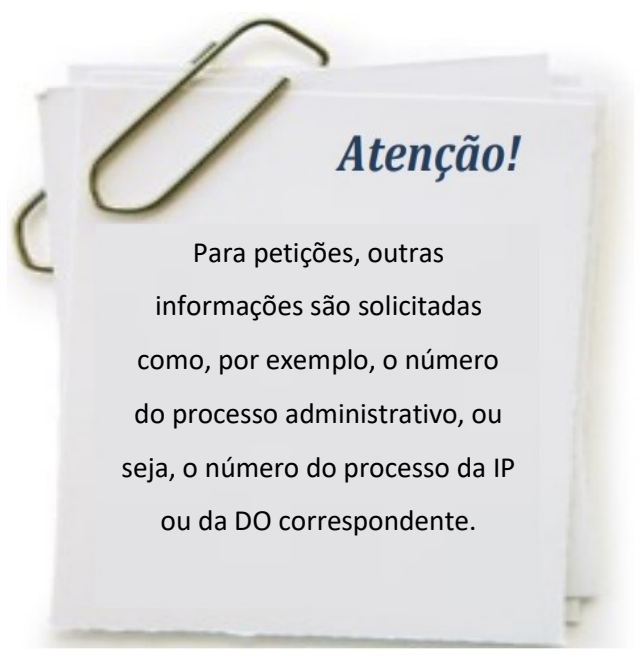 Atenção!
Para petições, outras
informações são solicitadas
como, por exemplo, o número
do processo administrativo, ou
seja, o número do processo da IP
ou da DO correspondente.